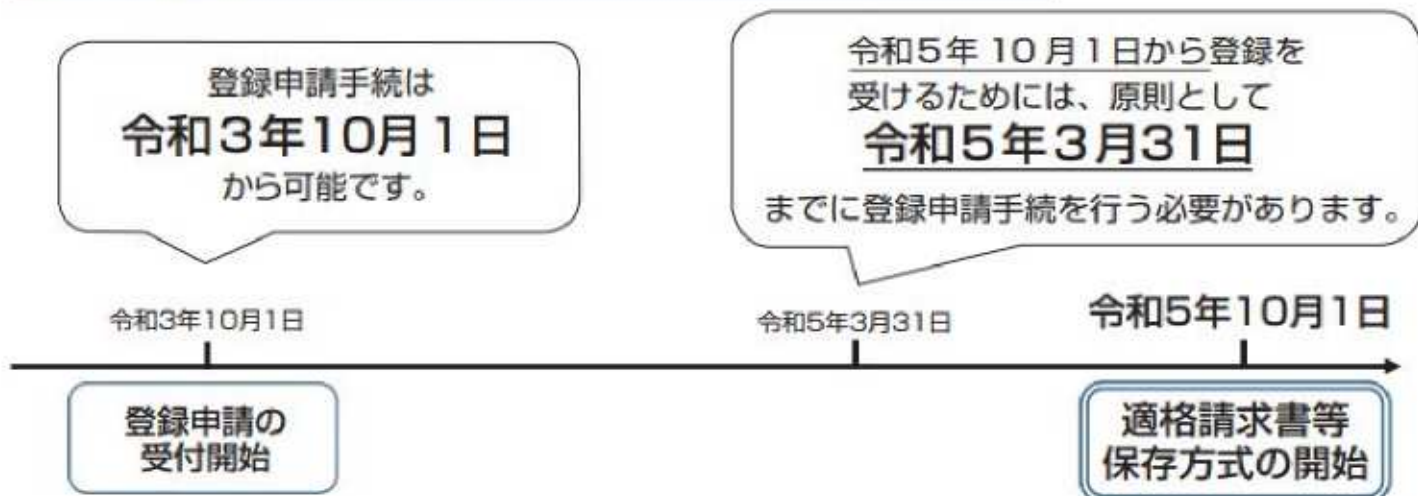 登録申請手続は
令和3年10月1日
から可能です。
令和5年10月1日から登録を
受けるためには、原則として
令和5年3月31日
までに登録申請手続を行う必要があります。
令和3年10月1日
令和5年3月31日
令和5年10月1日
登録申請の
受付開始
適格請求書等
保存方式の開始